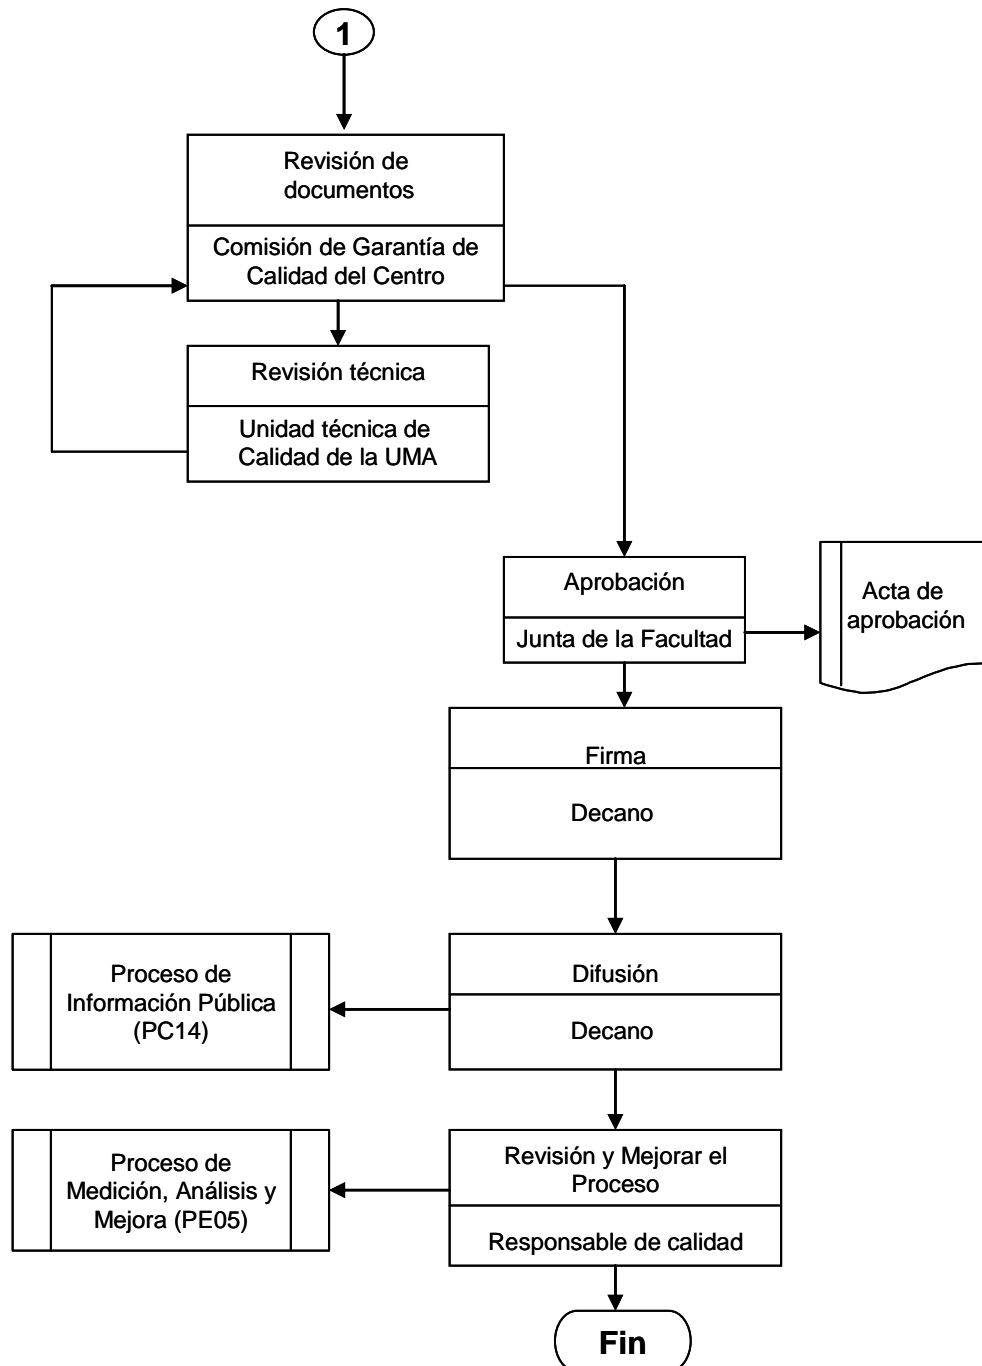 1
Revisión de
documentos
Comisión de Garantía de
Calidad del Centro
Revisión técnica
Unidad técnica de
Calidad de la UMA
Aprobación
Junta de la Facultad
Acta de
aprobación
Firma
Decano
Difusión
Decano
Proceso de
Información Pública
(PC14)
Revisión y Mejorar el
Proceso
Responsable de calidad
Proceso de
Medición, Análisis y
Mejora (PE05)
Fin